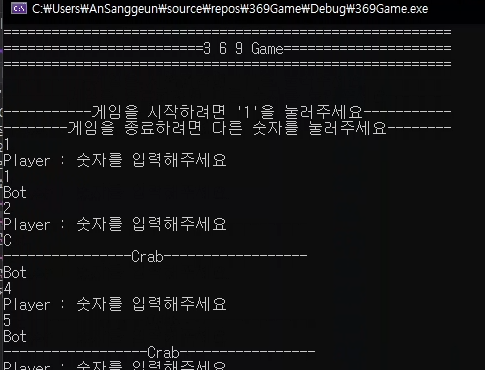 C:₩Users₩AnSanggeun₩source₩repos₩369Game₩Debug₩369Game.exe
=======================================================
=========================3 6 9 Game====================
=======================================================
-----------게임을 시작하려면 '1'을 눌러주세요-----------
--------게임을 종료하려면 다른 숫자를 눌러주세요--------
1
Player : 숫자를 입력해주세요
1
Bot
2
Player : 숫자를 입력해주세요
C
----------------Crab------------------
Bot
4
Player : 숫자를 입력해주세요
5
Bot
------------------Crab-----------------
Player : 숫자를 입력해주세요